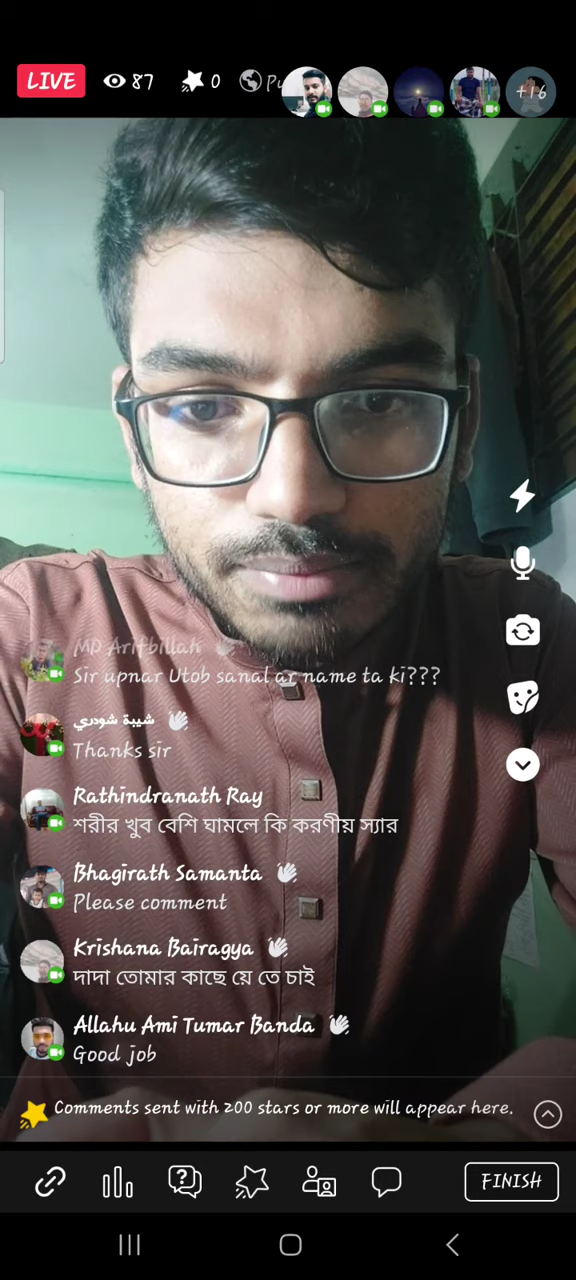 LIVE 87 0
+16
MD Arifbillah
Sir upnar Utob sanal ar name ta ki???
شيبة شودري
Thanks sir
Rathindranath Ray
শরীর খুব বেশি ঘামলে কি করণীয় স্যার
Bhagirath Samanta
Please comment
Krishana Bairagya
দাদা তোমার কাছে যে তে চাই
Allahu Ami Tumar Banda
Good job
Comments sent with 200 stars or more will appear here.
FINISH